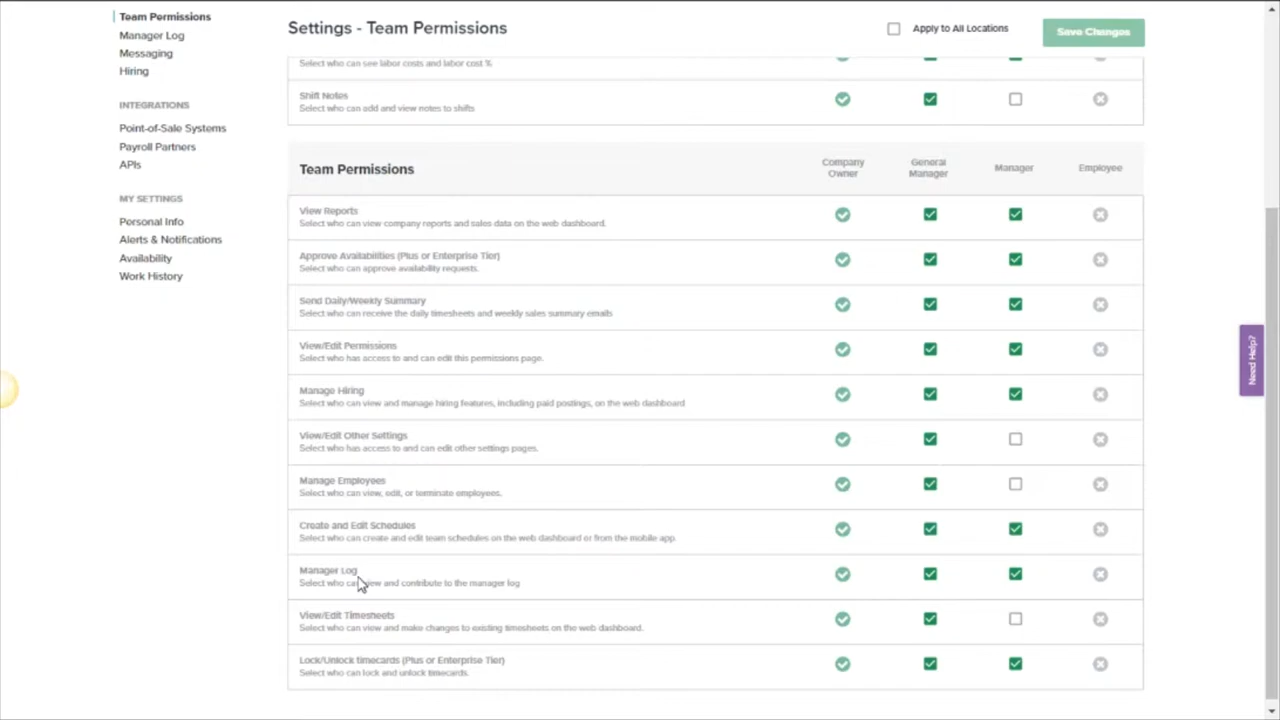 Team Permissions
Manager Log
Messaging
Hiring
INTEGRATIONS
Point-of-Sale Systems
Payroll Partners
APIs
MY SETTINGS
Personal Info
Alerts & Notifications
Availability
Work History
Settings - Team Permissions
Apply to All Locations
Save Changes
Select who can see labor costs and labor cost %
Shift Notes
Select who can add and view notes to shifts
Team Permissions
Company Owner
General Manager
Manager
Employee
View Reports
Select who can view company reports and sales data on the web dashboard.
Approve Availabilities (Plus or Enterprise Tier)
Select who can approve availability requests.
Send Daily/Weekly Summary
Select who can receive the daily timesheets and weekly sales summary emails
View/Edit Permissions
Select who has access to and can edit this permissions page.
Manage Hiring
Select who can view and manage hiring features, including paid postings, on the web dashboard
View/Edit Other Settings
Select who has access to and can edit other settings pages.
Manage Employees
Select who can view, edit, or terminate employees.
Create and Edit Schedules
Select who can create and edit team schedules on the web dashboard or from the mobile app.
Manager Log
Select who can view and contribute to the manager log
View/Edit Timesheets
Select who can view and make changes to existing timesheets on the web dashboard.
Lock/Unlock timecards (Plus or Enterprise Tier)
Select who can lock and unlock timecards.
Need Help?